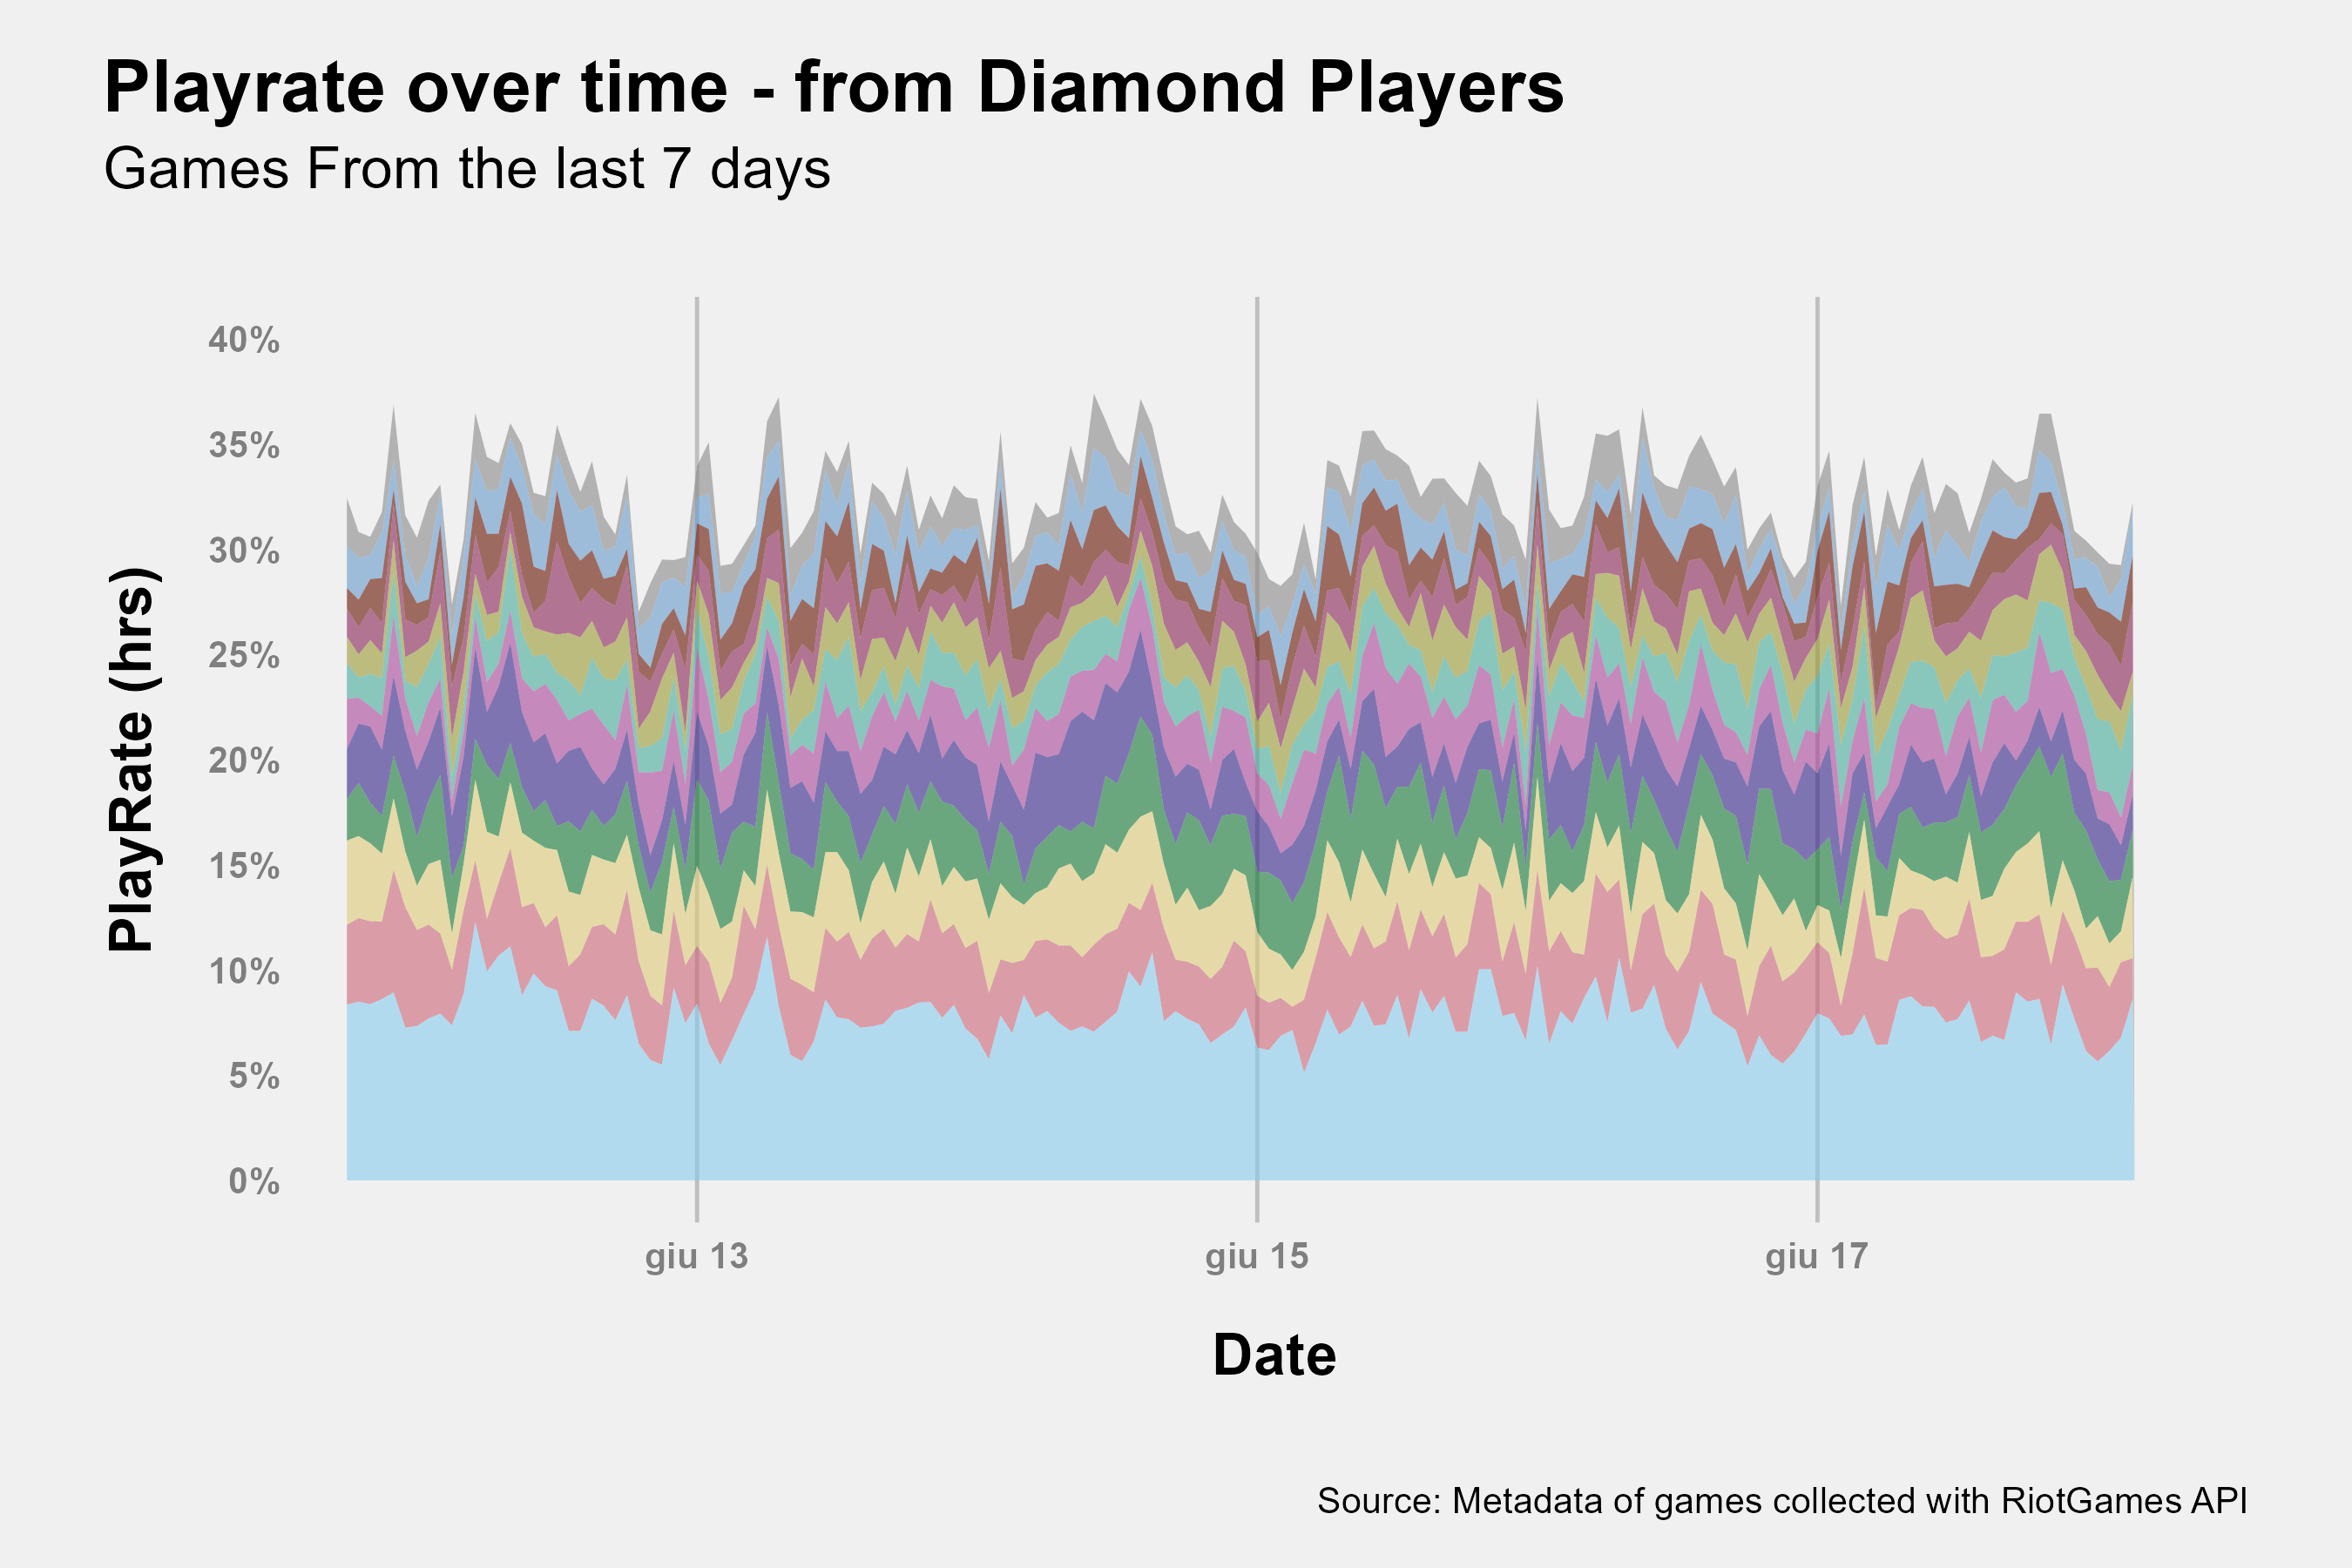 Playrate over time - from Diamond Players
Games From the last 7 days
PlayRate (hrs)
40%
35%
30%
25%
20%
15%
10%
5%
0%
giu 13
giu 15
giu 17
Date
Source: Metadata of games collected with RiotGames API